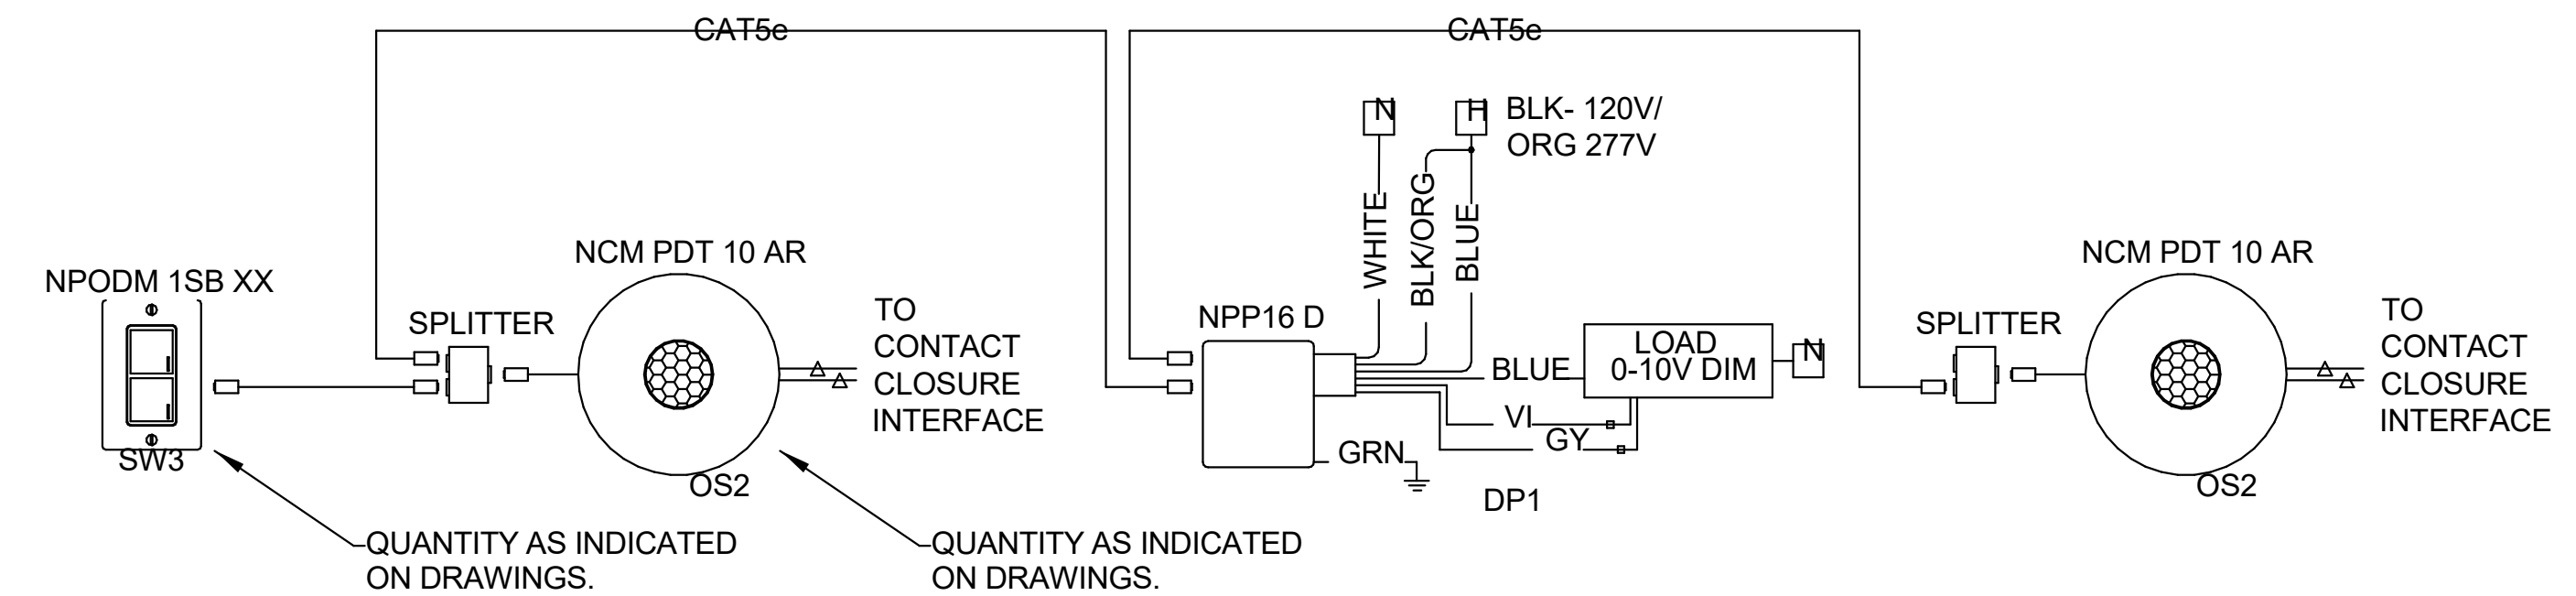 CAT5e
CAT5e
N
H
BLK- 120V/
ORG 277V
WHITE
BLK/ORG
BLUE
NPODM 1SB XX
SW3
SPLITTER
NCM PDT 10 AR
OS2
TO
CONTACT
CLOSURE
INTERFACE
NPP16 D
BLUE
LOAD
0-10V DIM
N
VI
GY
GRN
DP1
SPLITTER
NCM PDT 10 AR
OS2
TO
CONTACT
CLOSURE
INTERFACE
QUANTITY AS INDICATED
ON DRAWINGS.
QUANTITY AS INDICATED
ON DRAWINGS.